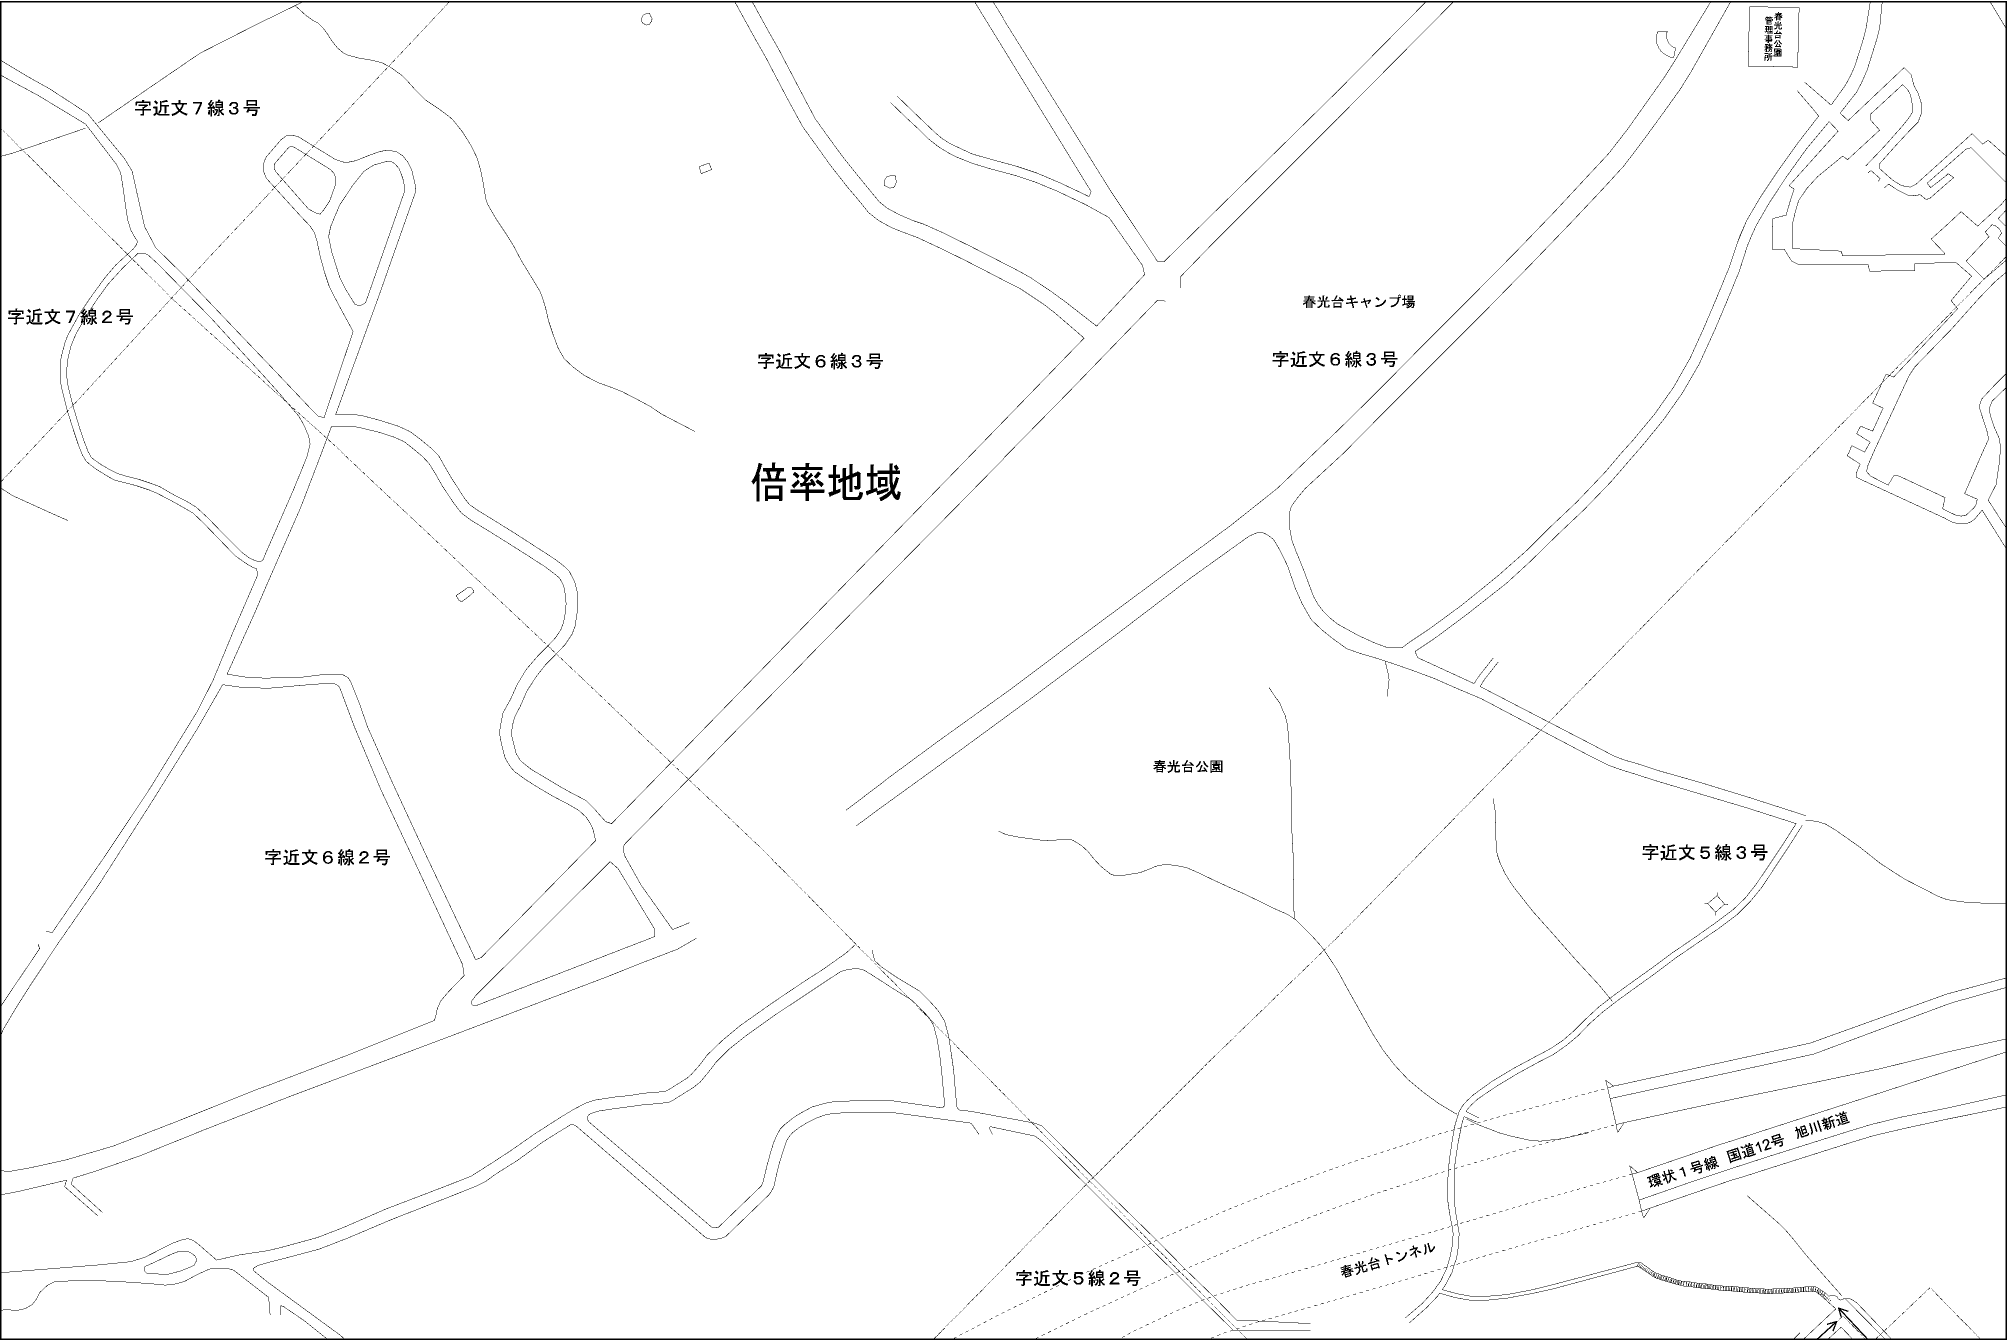 春光台公園
管理事務所
字近文７線３号
春光台キャンプ場
字近文７線２号
字近文６線３号
字近文６線３号
倍率地域
春光台公園
字近文５線３号
字近文６線２号
環状１号線　国道12号　旭川新道
春光台トンネル
字近文５線２号